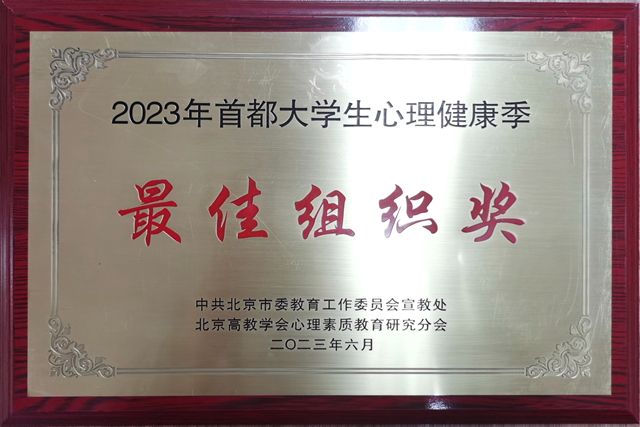 2023年首都大学生心理健康季
最佳组织奖
中共北京市委教育工作委员会宣教处
北京高教学会心理素质教育研究分会
二〇二三年六月